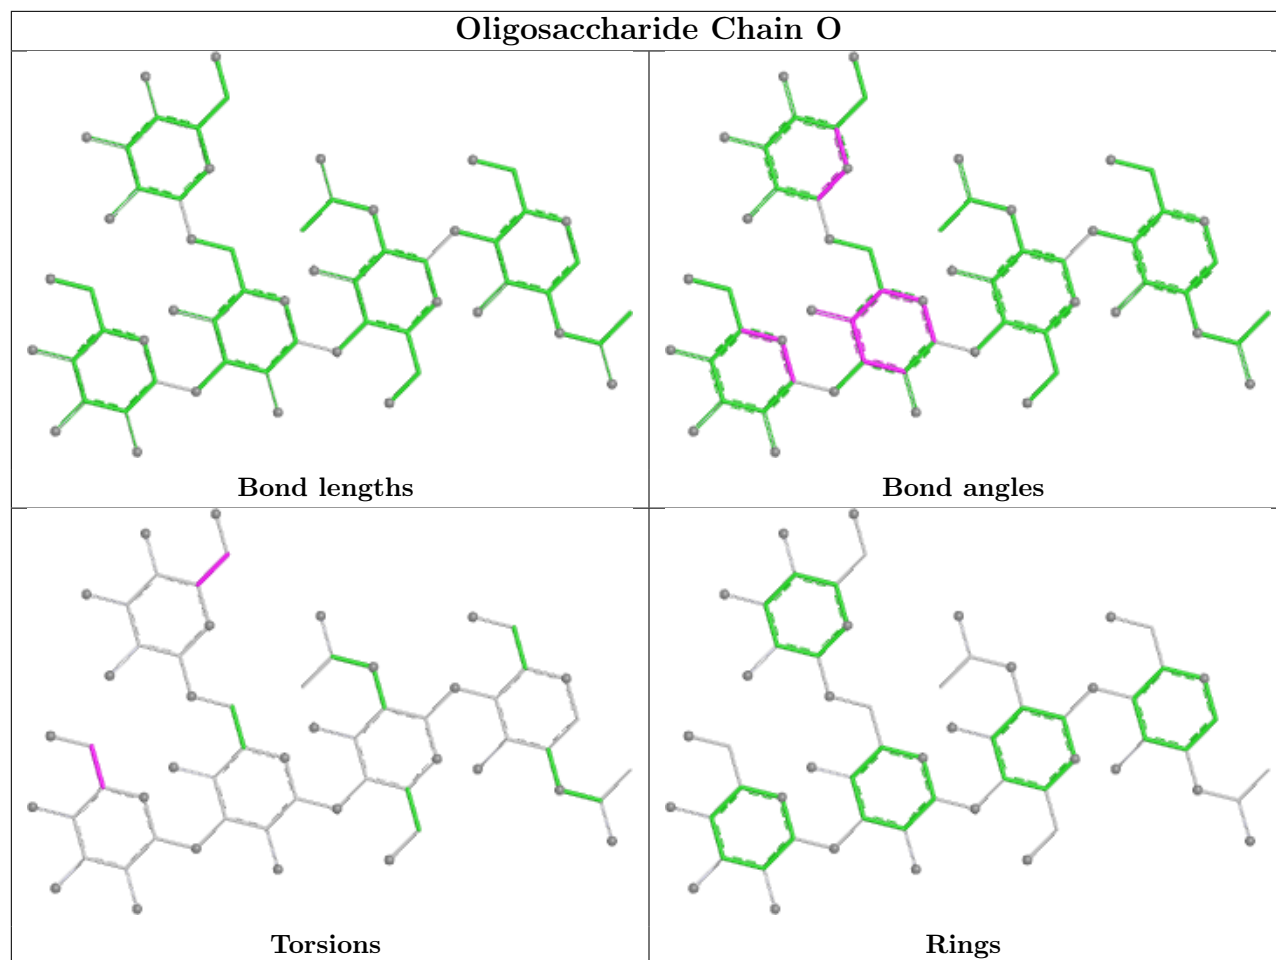 Oligosaccharide Chain O
Bond lengths
Bond angles
Torsions
Rings